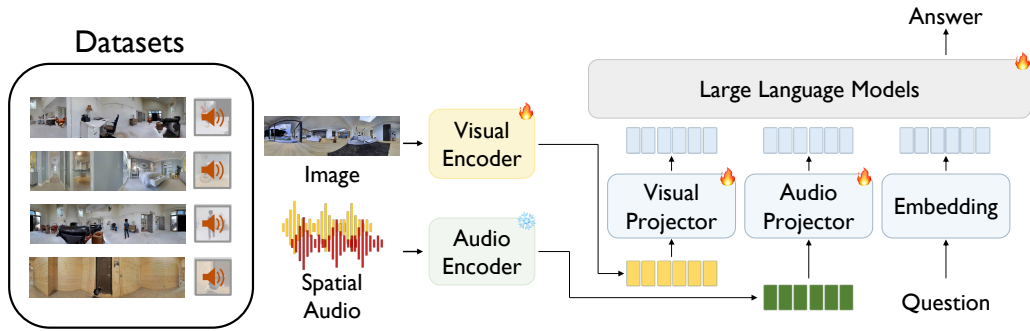 Datasets
Image
Spatial
Audio
Visual
Encoder
Audio
Encoder
Answer
Large Language Models
Visual
Projector
Audio
Projector
Embedding
Question